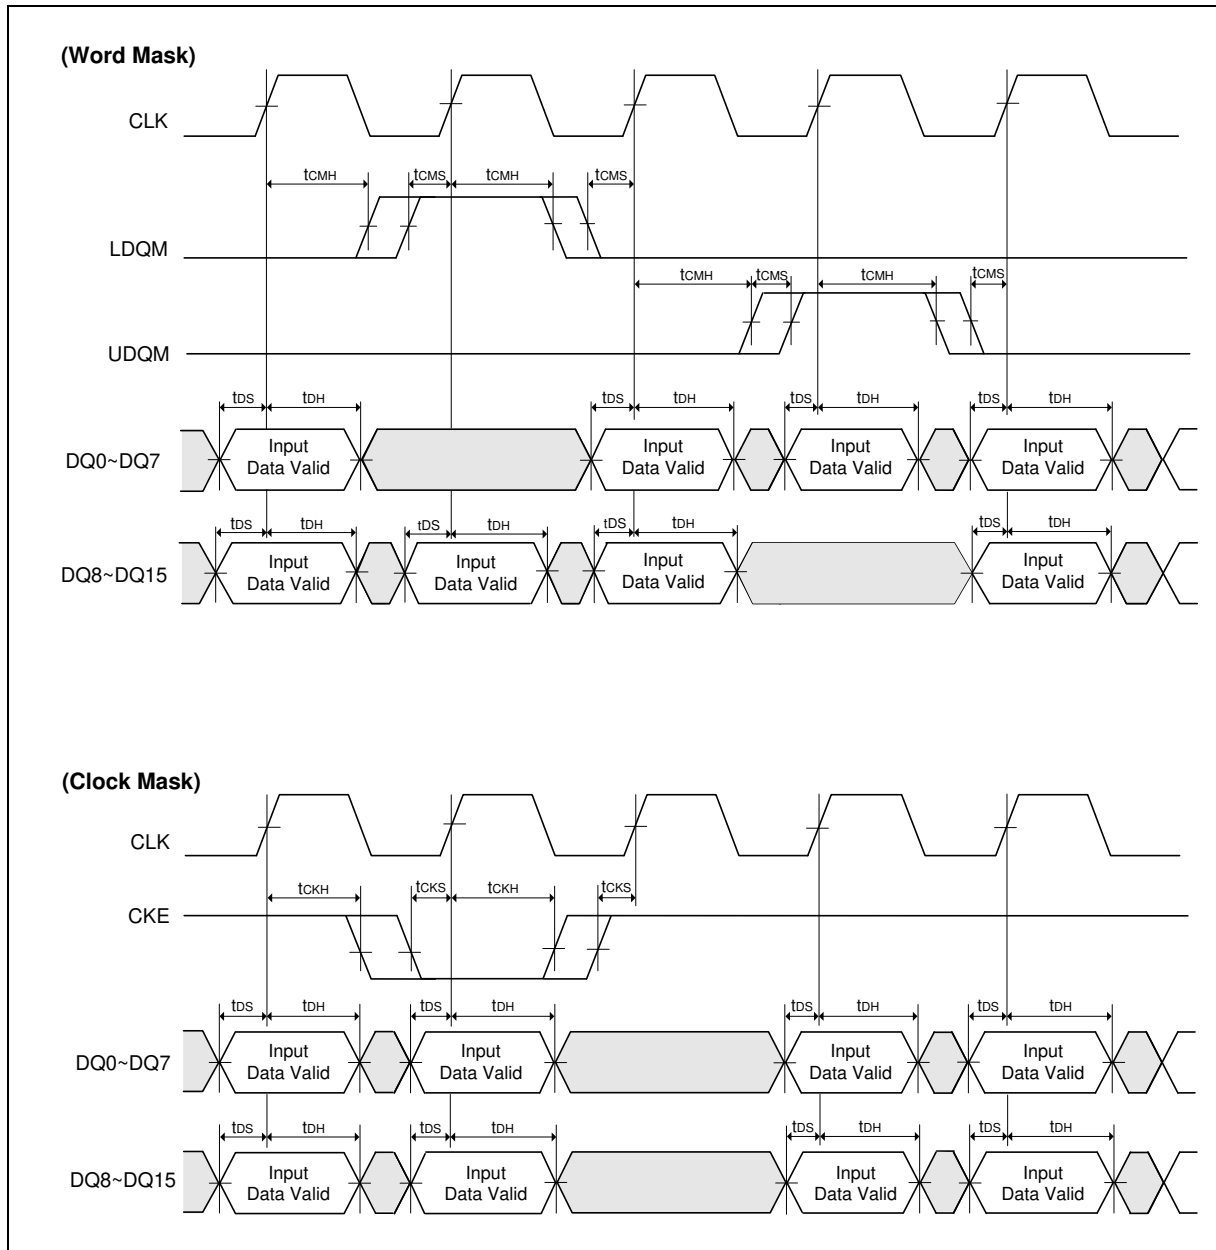 (Word Mask)
CLK
tCMH tCMS tCMH tCMS
LDQM
tCMH tCMS tCMH tCMS
UDQM
tDS tDH tDS tDH tDS tDH tDS tDH
DQ0~DQ7
Input Data Valid
Input Data Valid
Input Data Valid
Input Data Valid
tDS tDH tDS tDH tDS tDH tDS tDH
DQ8~DQ15
Input Data Valid
Input Data Valid
Input Data Valid
Input Data Valid
(Clock Mask)
CLK
tCKH tCKS tCKH tCKS
CKE
tDS tDH tDS tDH tDS tDH tDS tDH
DQ0~DQ7
Input Data Valid
Input Data Valid
Input Data Valid
Input Data Valid
tDS tDH tDS tDH tDS tDH tDS tDH
DQ8~DQ15
Input Data Valid
Input Data Valid
Input Data Valid
Input Data Valid